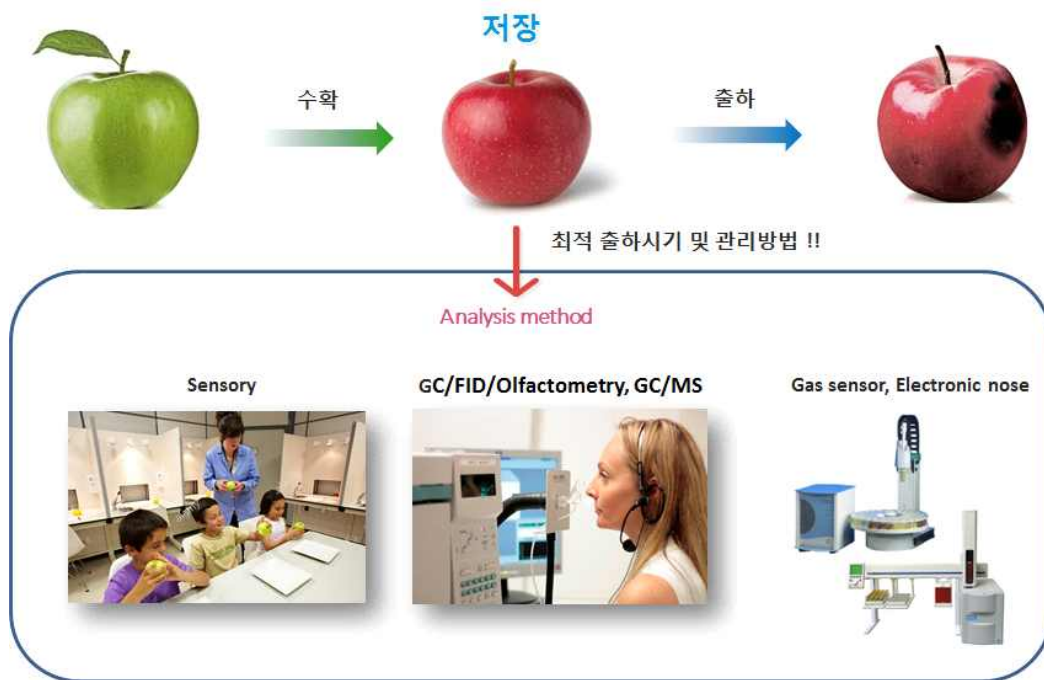 저장
수확
출하
최적 출하시기 및 관리방법 !!
Analysis method
Sensory
GC/FID/Olfactometry, GC/MS
Gas sensor, Electronic nose